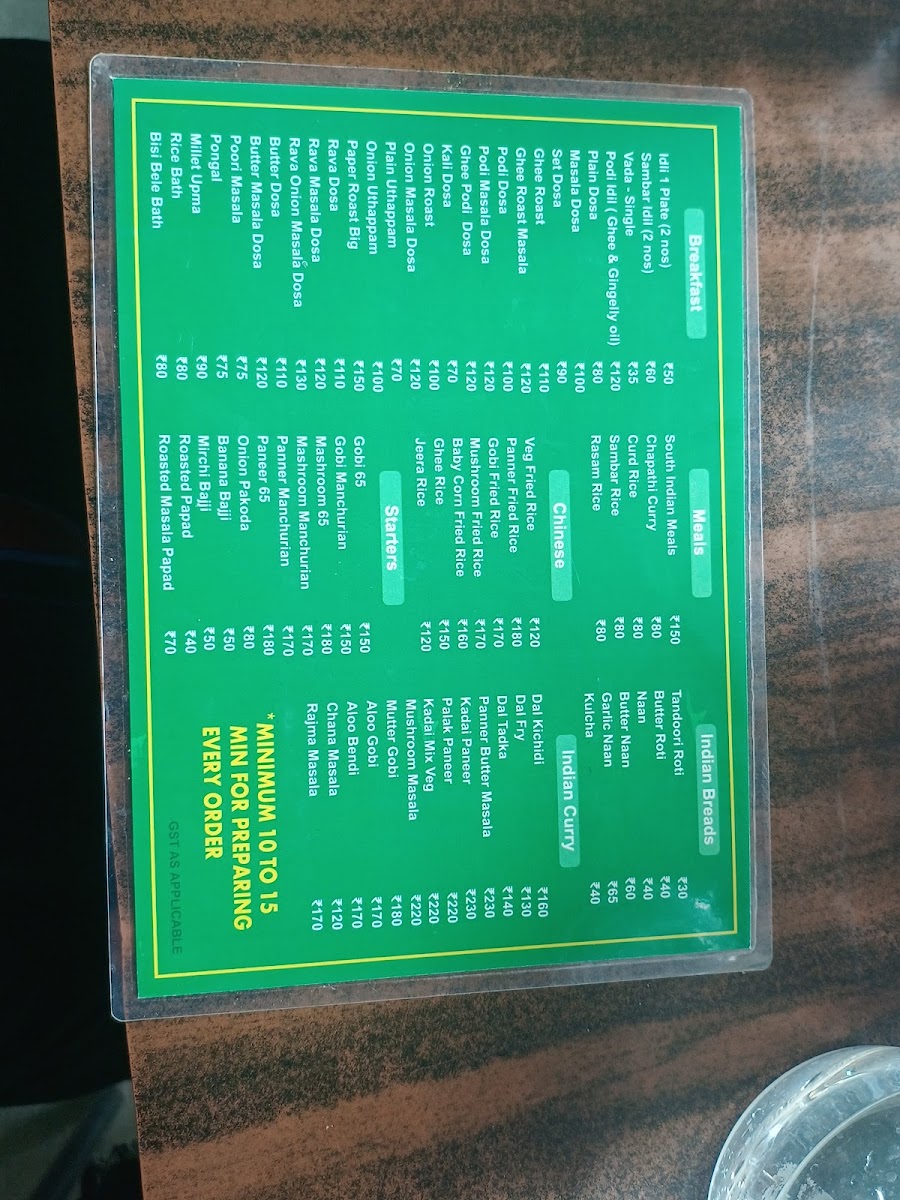 Breakfast
Idli 1 Plate (2 nos) ₹50
Sambar Idli (2 nos) ₹60
Vada - Single ₹35
Podi Idli ( Ghee & Gingelly oil) ₹120
Plain Dosa ₹80
Masala Dosa ₹100
Set Dosa ₹90
Ghee Roast ₹110
Ghee Roast Masala ₹120
Podi Dosa ₹100
Podi Masala Dosa ₹120
Ghee Podi Dosa ₹120
Kali Dosa ₹70
Onion Roast ₹100
Onion Masala Dosa ₹120
Plain Uthappam ₹70
Onion Uthappam ₹100
Paper Roast Big ₹150
Rava Dosa ₹110
Rava Masala Dosa ₹120
Rava Onion Masala Dosa ₹130
Butter Dosa ₹110
Butter Masala Dosa ₹120
Poori Masala ₹75
Pongal ₹75
Millet Upma ₹90
Rice Bath ₹80
Bisi Bele Bath ₹80
Meals
South Indian Meals ₹150
Chapathi Curry ₹80
Curd Rice ₹80
Sambar Rice ₹80
Rasam Rice ₹80
Chinese
Veg Fried Rice ₹120
Panner Fried Rice ₹180
Gobi Fried Rice ₹170
Mushroom Fried Rice ₹170
Baby Corn Fried Rice ₹160
Ghee Rice ₹150
Jeera Rice ₹120
Starters
Gobi 65 ₹150
Gobi Manchurian ₹150
Mashroom 65 ₹180
Mashroom Manchurian ₹170
Panner Manchurian ₹170
Paneer 65 ₹180
Onion Pakoda ₹80
Banana Bajji ₹50
Mirchi Bajji ₹50
Roasted Papad ₹40
Roasted Masala Papad ₹70
Indian Breads
Tandoori Roti ₹30
Butter Roti ₹40
Naan ₹40
Butter Naan ₹60
Garlic Naan ₹65
Kulcha ₹40
Indian Curry
Dal Kichidi ₹160
Dal Fry ₹130
Dal Tadka ₹140
Panner Butter Masala ₹230
Kadai Paneer ₹230
Palak Paneer ₹220
Kadai Mix Veg ₹220
Mushroom Masala ₹220
Mutter Gobi ₹180
Aloo Gobi ₹170
Aloo Bendi ₹170
Chana Masala ₹120
Rajma Masala ₹170
*MINIMUM 10 TO 15
MIN FOR PREPARING
EVERY ORDER
GST AS APPLICABLE